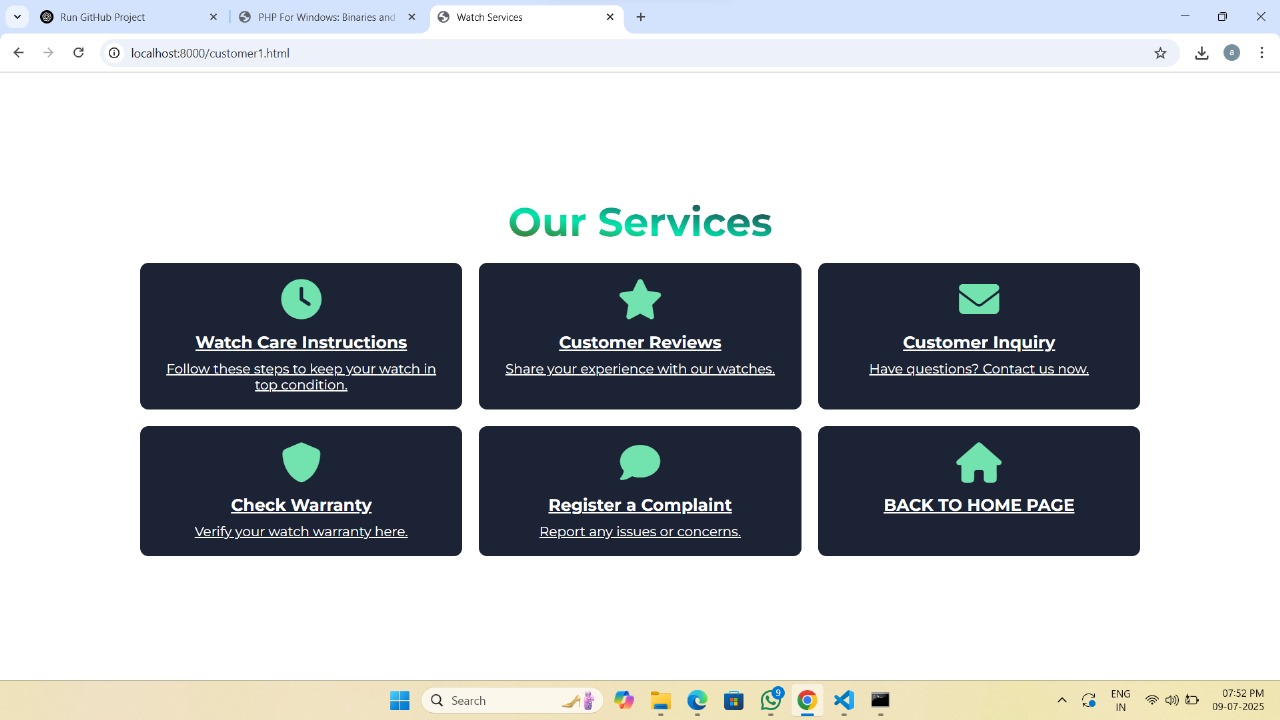 Run GitHub Project
PHP For Windows: Binaries and
Watch Services
localhost:8000/customer1.html
a
Our Services
Watch Care Instructions
Follow these steps to keep your watch in
top condition.
Customer Reviews
Share your experience with our watches.
Customer Inquiry
Have questions? Contact us now.
Check Warranty
Verify your watch warranty here.
Register a Complaint
Report any issues or concerns.
BACK TO HOME PAGE
Search
9
ENG
IN
07:52 PM
09-07-2025